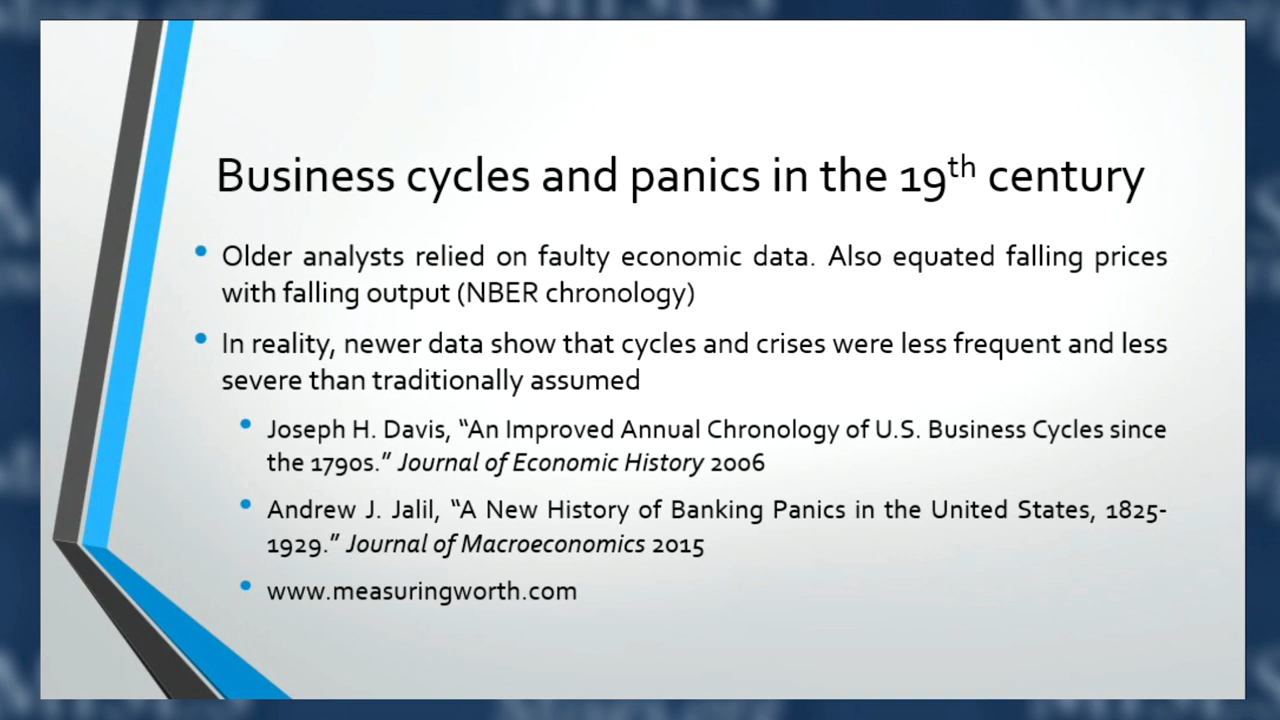 Business cycles and panics in the 19th century
Older analysts relied on faulty economic data. Also equated falling prices
with falling output (NBER chronology)
In reality, newer data show that cycles and crises were less frequent and less
severe than traditionally assumed
Joseph H. Davis, “An Improved Annual Chronology of U.S. Business Cycles since
the 1790s.” Journal of Economic History 2006
Andrew J. Jalil, “A New History of Banking Panics in the United States, 1825-
1929.” Journal of Macroeconomics 2015
www.measuringworth.com